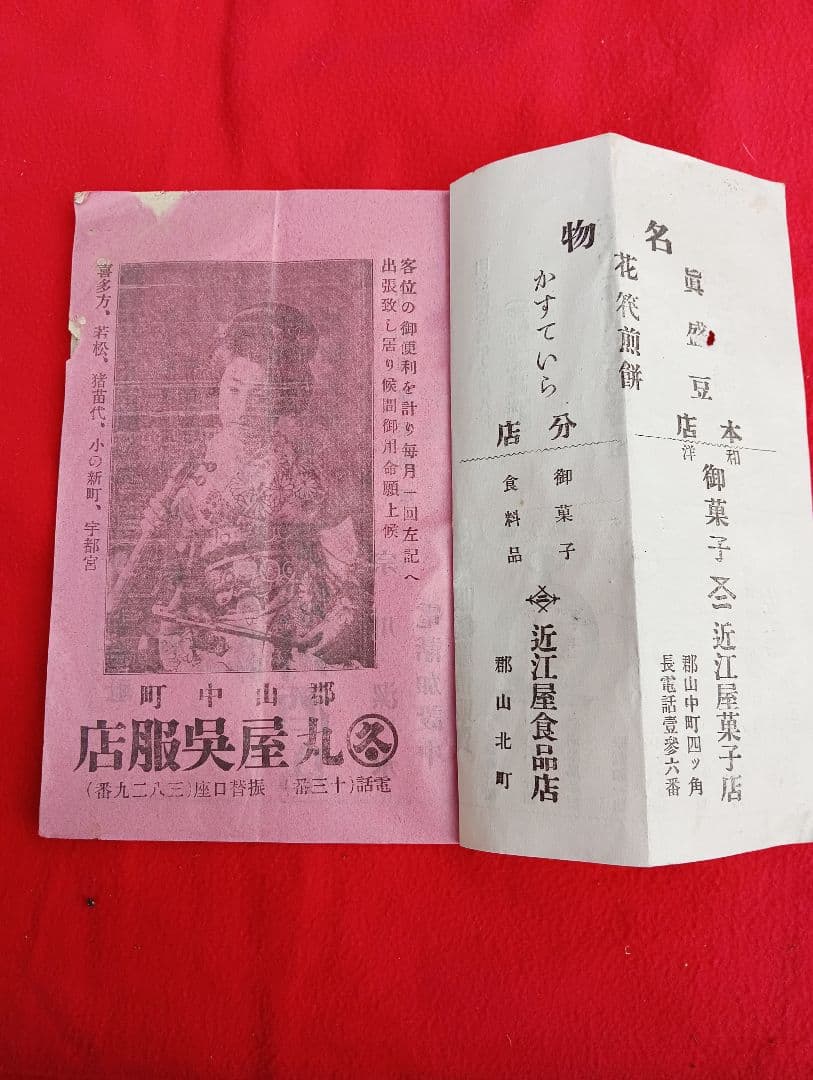 名物
眞盛豆
花代煎餅
かすていら
本店
和洋
御菓子
近江屋菓子店
郡山中町四ツ角
長電話壹參六番
分店
御菓子
食料品
近江屋食品店
郡山北町
客位の御便利を計り毎月一回左記へ
出張致し居り候間御用命願上候
喜多方、若松、猪苗代、小の新町、宇都宮
郡山中町
丸屋呉服店
電話(十三番) 振替口座(三八二九番)